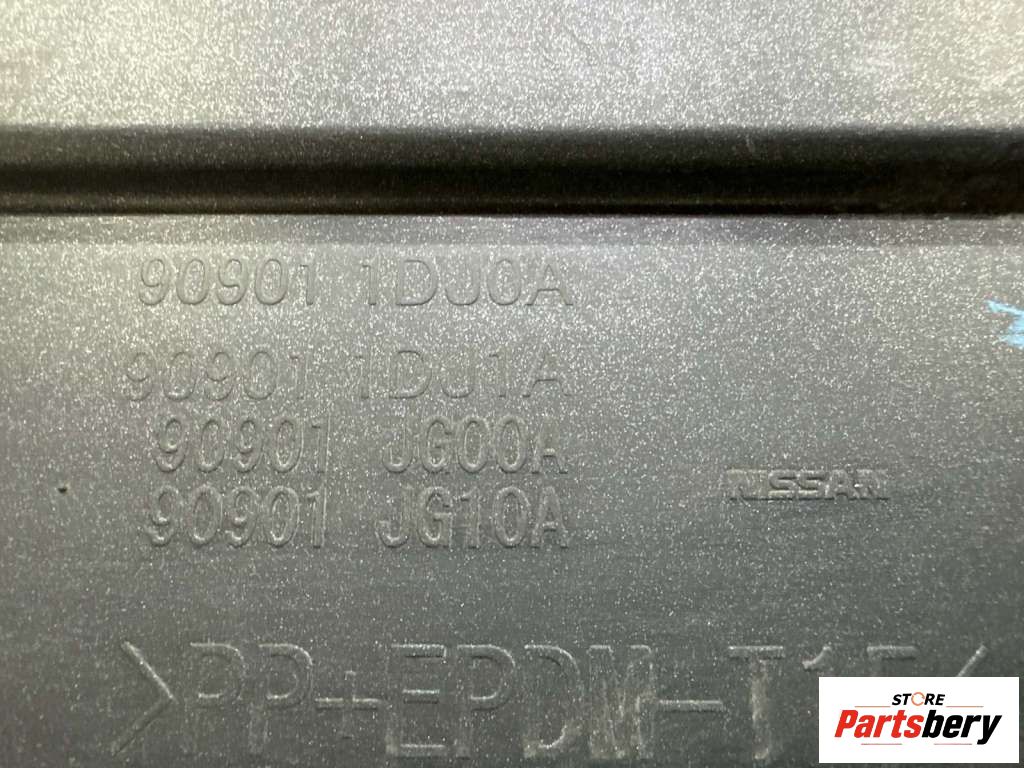 90901 1DJ0A
90901 1DJ1A
90901 JG00A
90901 JG10A
NISSAN
>PP+EPDM-T15<
STORE
Partsbery